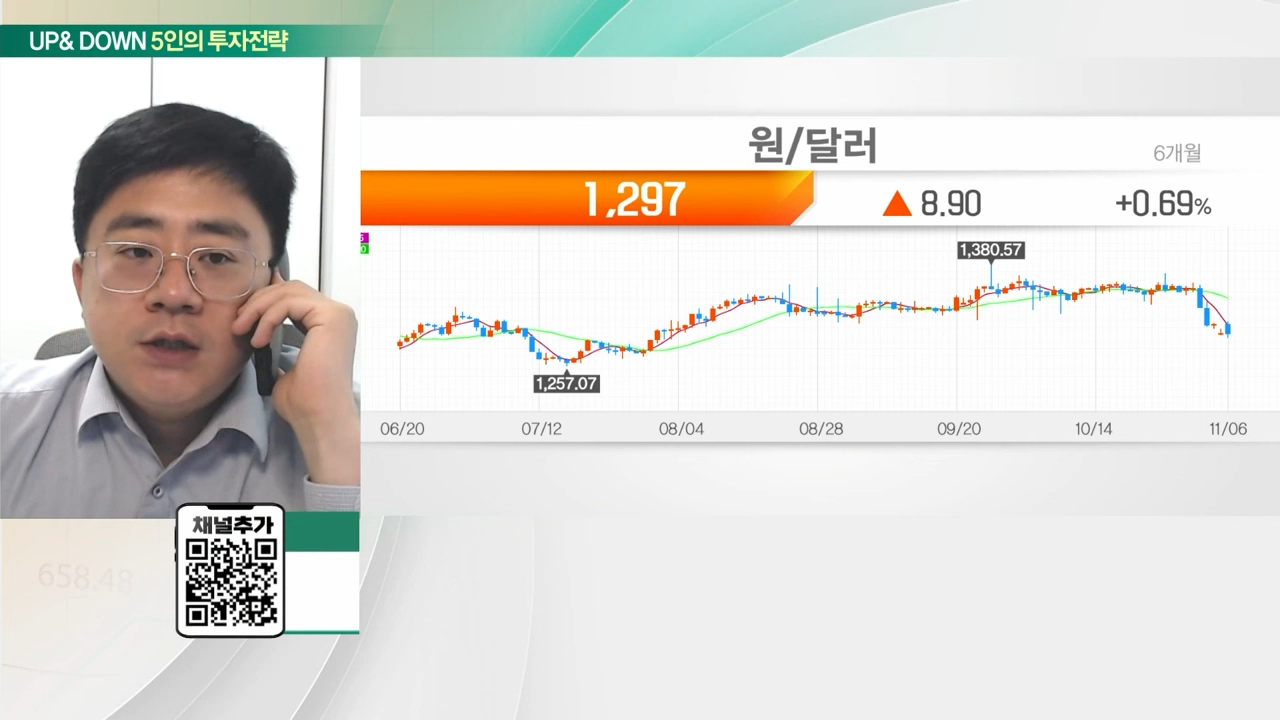 UP& DOWN 5인의 투자전략
원/달러
6개월
1,297 ▲ 8.90 +0.69%
1,380.57
1,257.07
06/20 07/12 08/04 08/28 09/20 10/14 11/06
채널추가
658.48